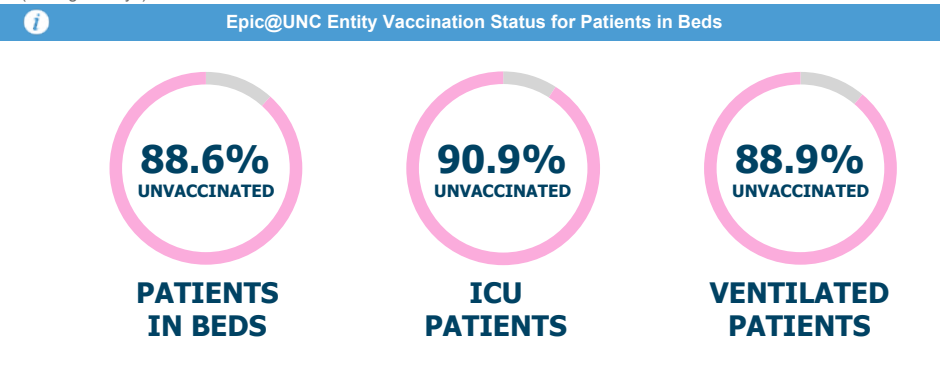 Epic@UNC Entity Vaccination Status for Patients in Beds
88.6%
UNVACCINATED
PATIENTS
IN BEDS
90.9%
UNVACCINATED
ICU
PATIENTS
88.9%
UNVACCINATED
VENTILATED
PATIENTS